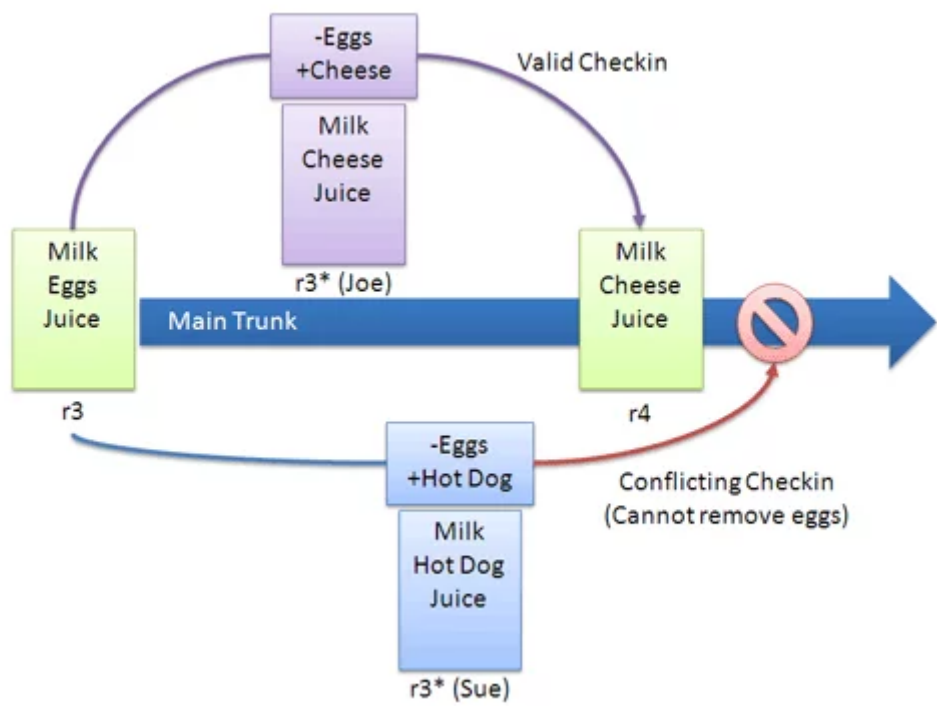 -Eggs
+Cheese
Valid Checkin
Milk
Cheese
Juice
r3* (Joe)
Milk
Eggs
Juice
r3
Main Trunk
Milk
Cheese
Juice
r4
-Eggs
+Hot Dog
Conflicting Checkin
(Cannot remove eggs)
Milk
Hot Dog
Juice
r3* (Sue)